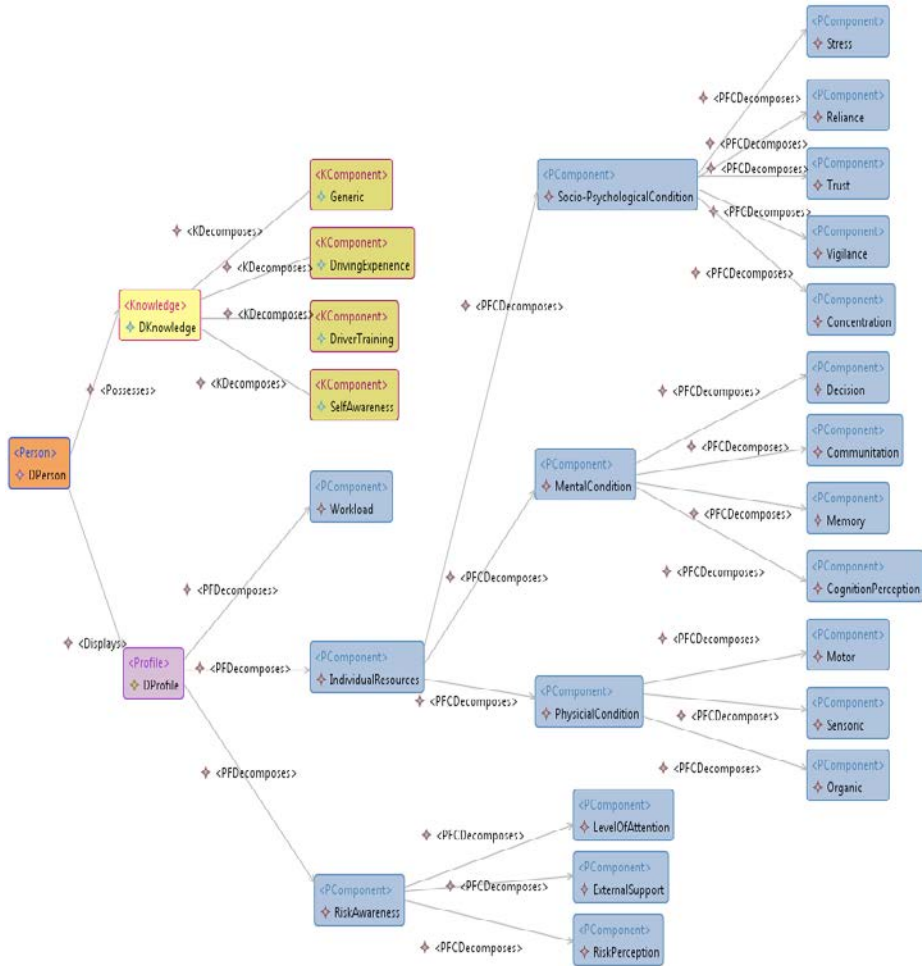 <PComponent>
Stress
<PFCDecomposes>
<PComponent>
Reliance
<PFCDecomposes>
<PFCDecomposes>
<PComponent>
Trust
<PComponent>
Socio-PsychologicalCondition
<KComponent>
Generic
<PFCDecomposes>
<PComponent>
Vigilance
<KDecomposes>
<KComponent>
DrivingExperience
<KDecomposes>
<PFCDecomposes>
<PComponent>
Concentration
<Knowledge>
DKnowledge
<KDecomposes>
<KComponent>
DriverTraining
<PFCDecomposes>
<KDecomposes>
<KComponent>
SelfAwareness
<Possesses>
<PFCDecomposes>
<PComponent>
Decision
<Person>
DPerson
<PComponent>
MentalCondition
<PFCDecomposes>
<PComponent>
Communitation
<PComponent>
Workload
<PFCDecomposes>
<PComponent>
Memory
<PFDecomposes>
<PFCDecomposes>
<PFCDecomposes>
<PComponent>
CognitionPerception
<Displays>
<Profile>
DProfile
<PFDecomposes>
<PComponent>
IndividualResources
<PFCDecomposes>
<PComponent>
PhysicialCondition
<PFCDecomposes>
<PComponent>
Motor
<PFCDecomposes>
<PComponent>
Sensoric
<PFDecomposes>
<PFCDecomposes>
<PComponent>
Organic
<PFCDecomposes>
<PComponent>
LevelOfAttention
<PComponent>
RiskAwareness
<PFCDecomposes>
<PComponent>
ExternalSupport
<PFCDecomposes>
<PComponent>
RiskPerception